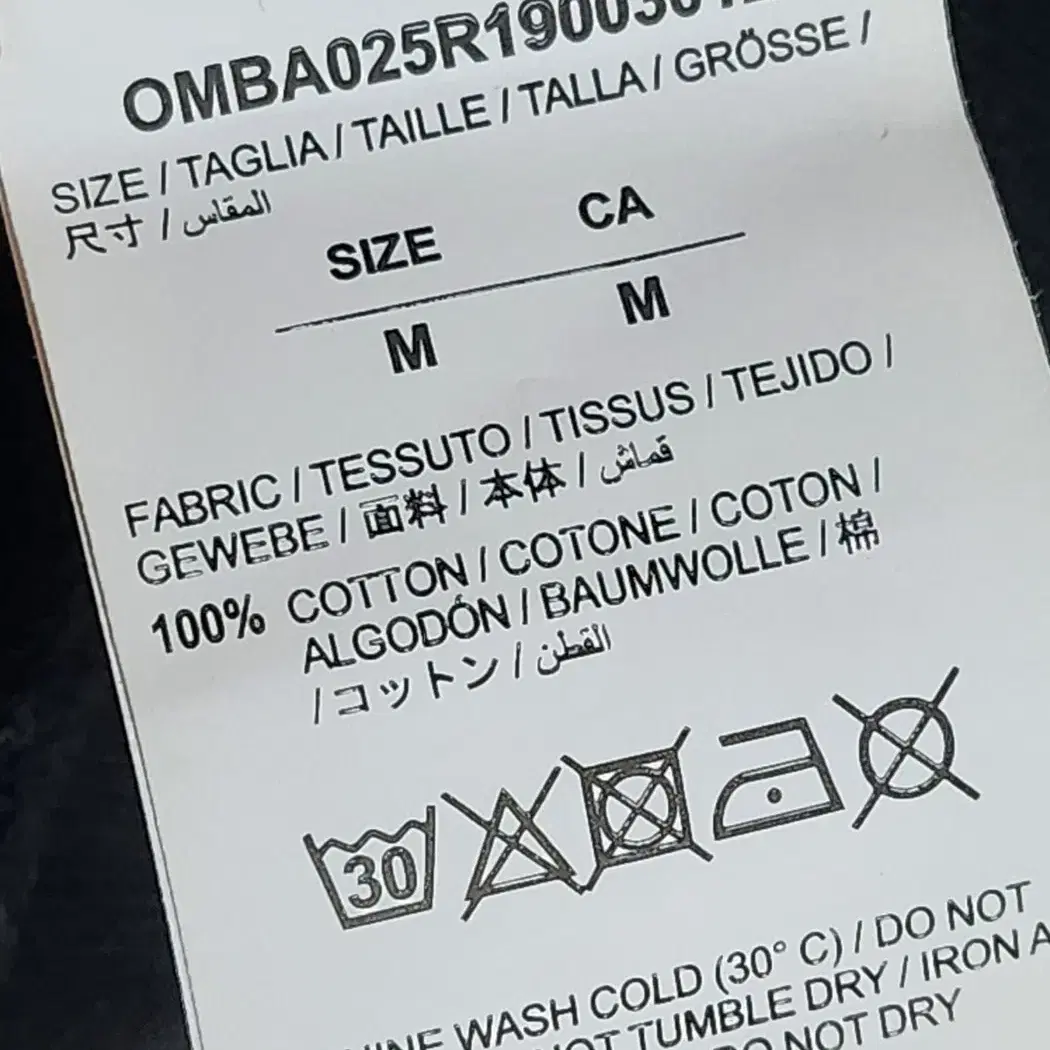 OMBA025R190030
SIZE / TAGLIA / TAILLE / TALLA / GRÖSSE /
尺寸 / المقاس
SIZE CA
M M
FABRIC / TESSUTO / TISSUS / TEJIDO /
GEWEBE / 面料 / 本体 / قماش
100% COTTON / COTONE / COTON /
ALGODÓN / BAUMWOLLE / 棉
/ コットン / القطن
30
WASH COLD (30° C) / DO NOT
TUMBLE DRY / IRON
NOT DRY